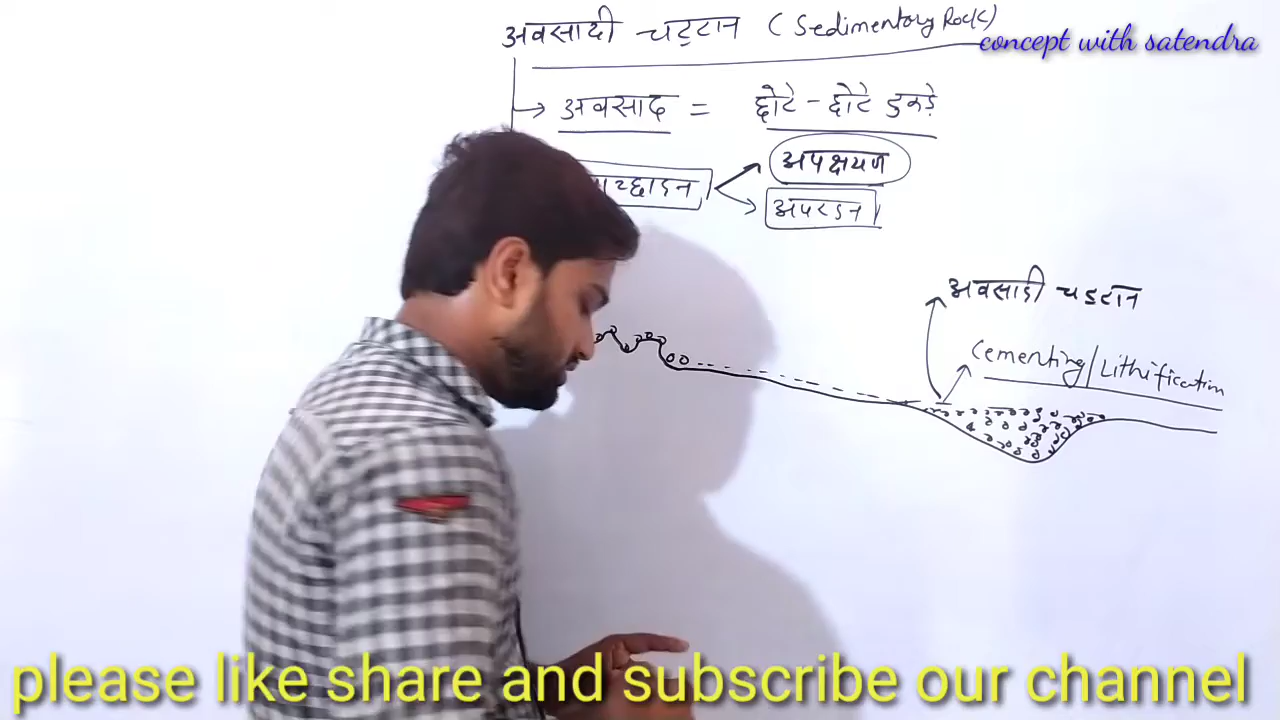 अवसादी चट्टान (Sedimentory Rock)
concept with satendra
→ अवसाद = छोटे - छोटे टुकड़े
अपक्षयण
अपरदन
अवसादी चट्टान
Cementing/Lithification
please like share and subscribe our channel